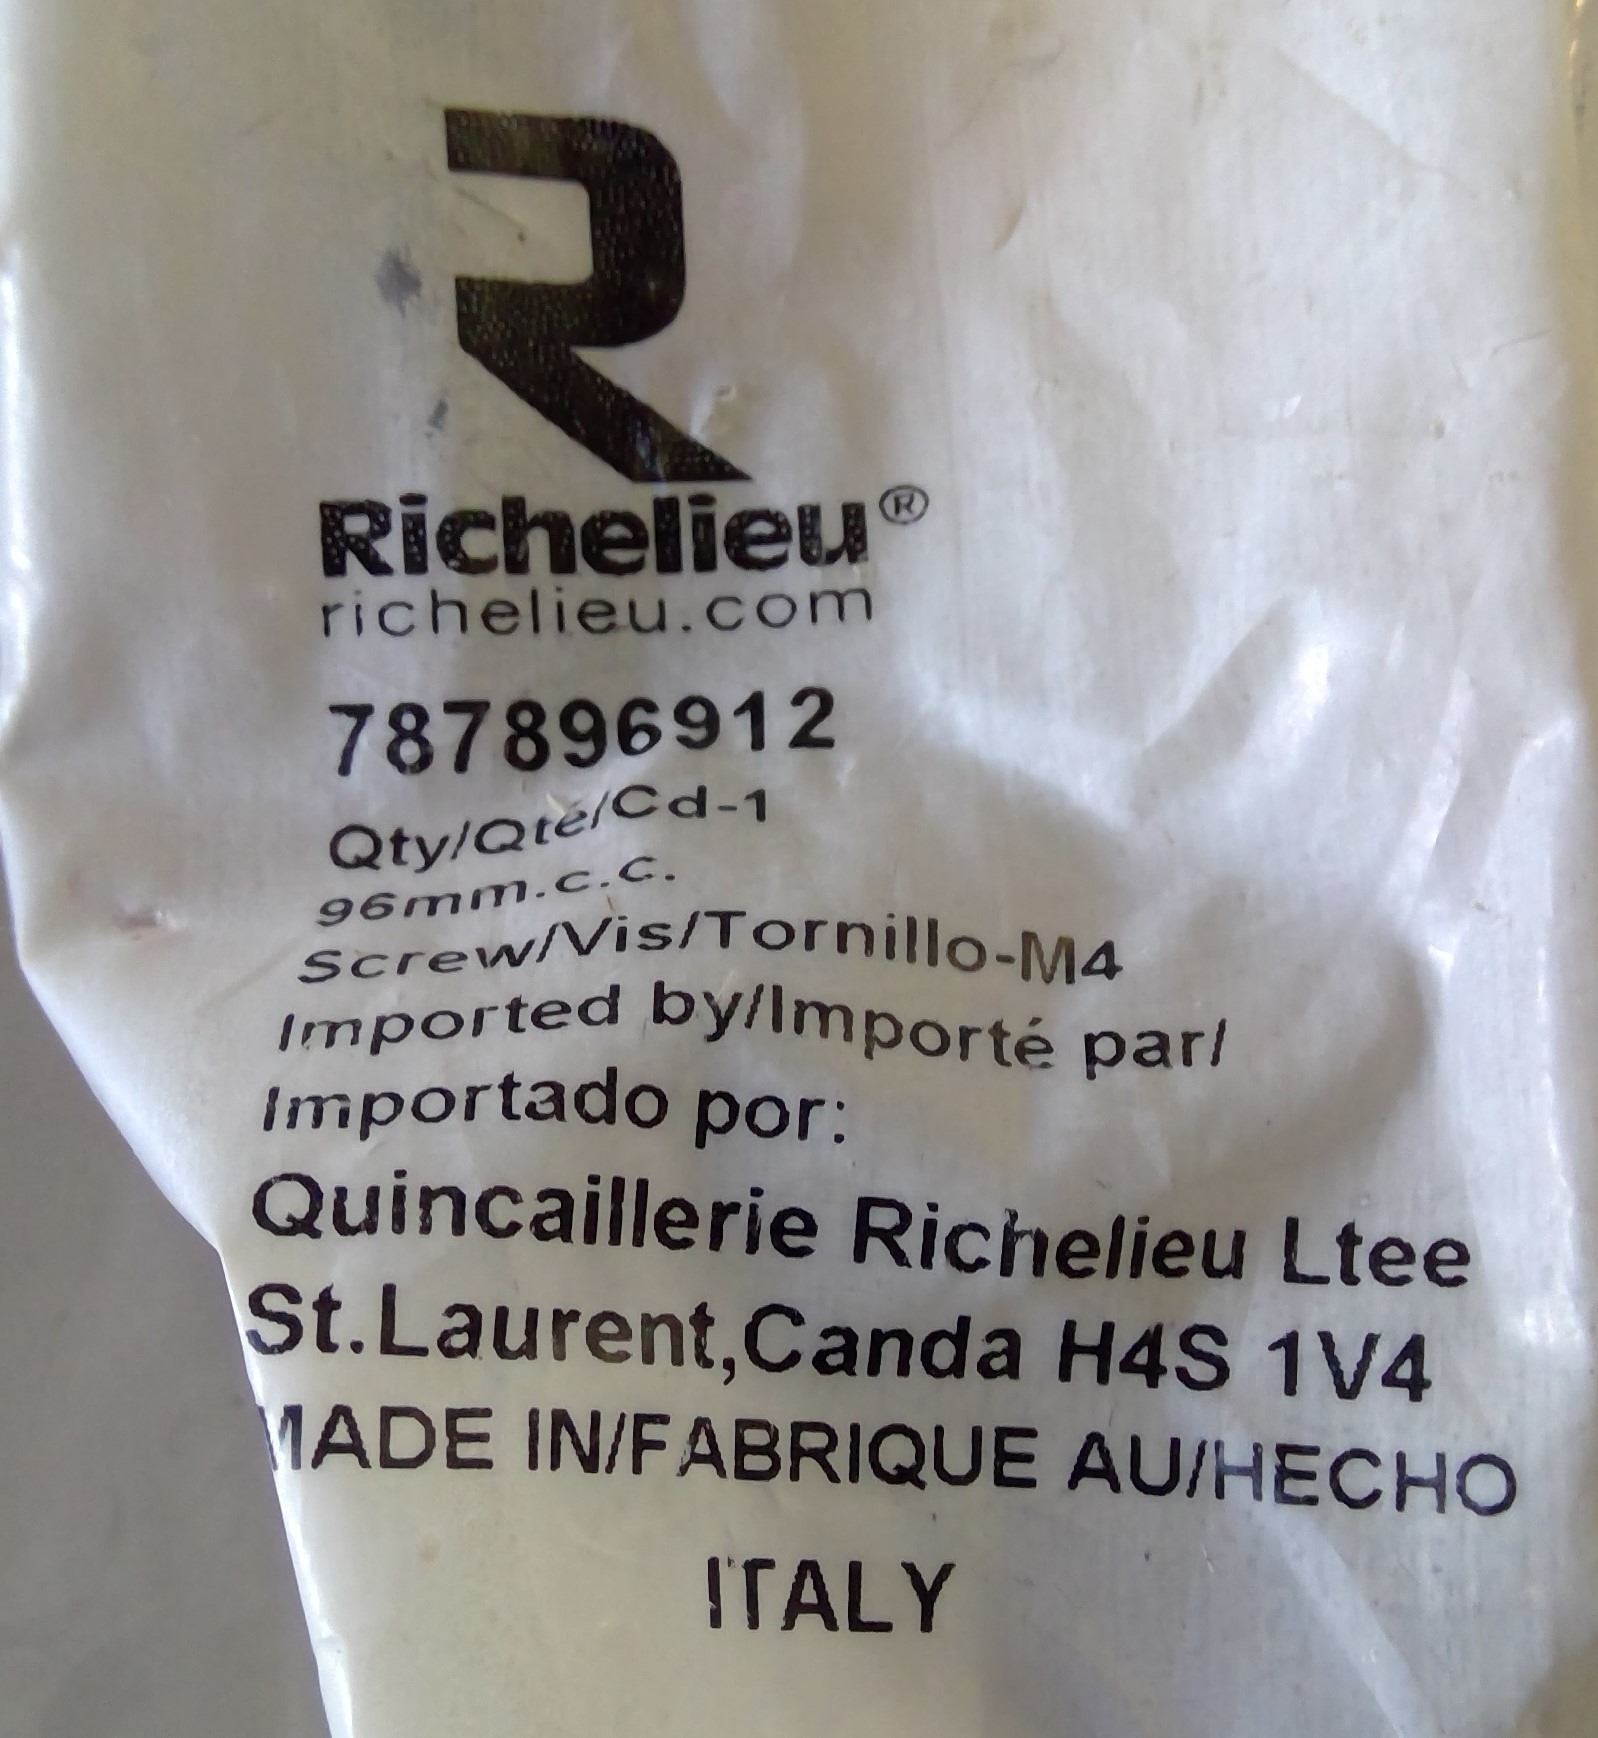 R
Richelieu®
richelieu.com
787896912
Qty/Qté/Cd-1
96mm.c.c.
Screw/Vis/Tornillo-M4
Imported by/Importé par/
Importado por:
Quincaillerie Richelieu Ltee
St.Laurent,Canda H4S 1V4
MADE IN/FABRIQUE AU/HECHO
ITALY